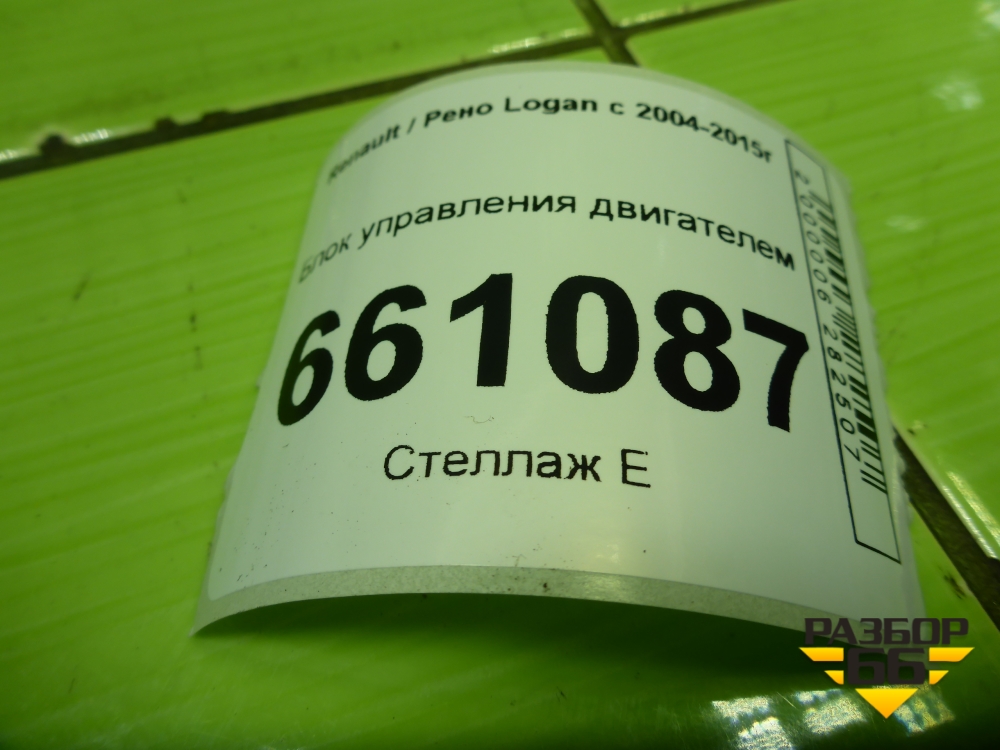 Renault / Рено Logan с 2004-2015г
Блок управления двигателем
661087
Стеллаж Е
2000006282507
РАЗБОР
66